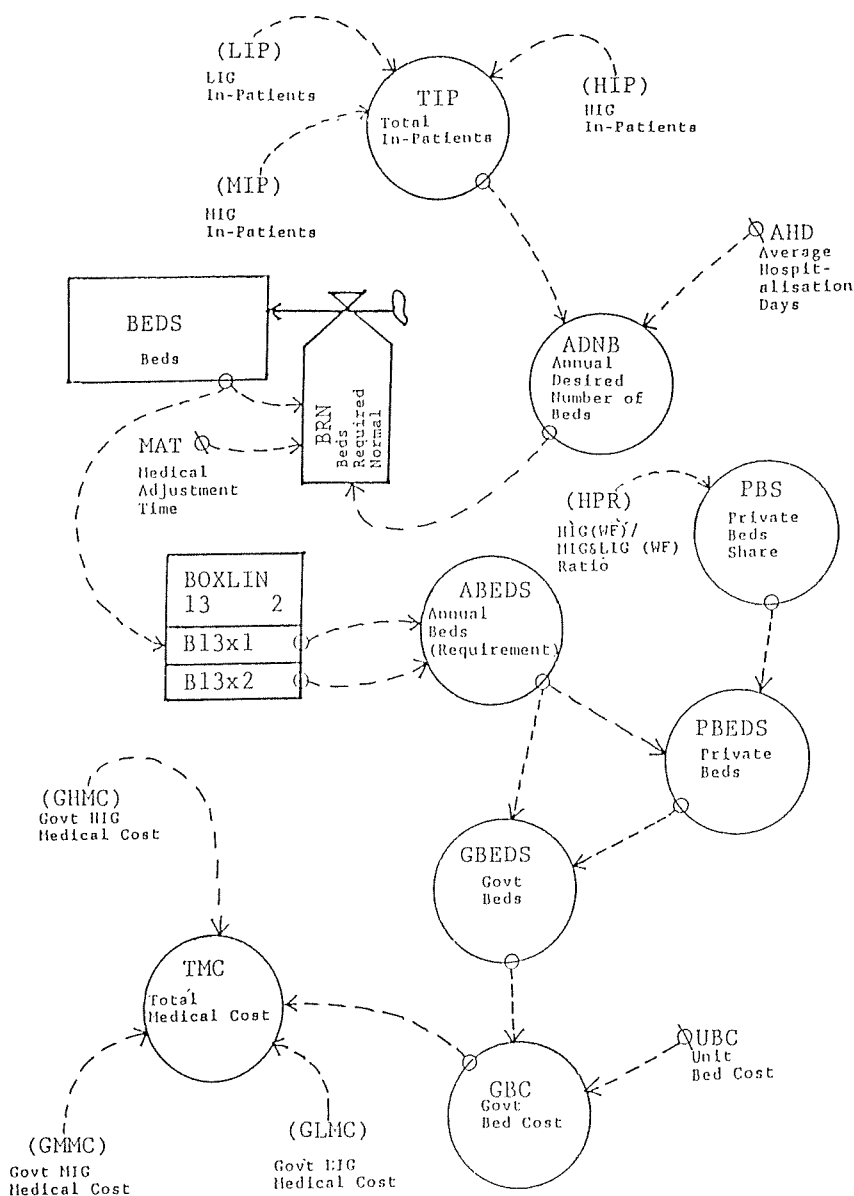 (LIP)
LIG
In-Patients
TIP
Total
In-Patients
(HIP)
HIG
In-Patients
(MIP)
MIG
In-Patients
AHD
Average
Hospit-
alisation
Days
BEDS
Beds
BRN
Beds
Required
Normal
ADNB
Annual
Desired
Number of
Beds
MAT
Medical
Adjustment
Time
(HPR)
HIG(WF)/
MIG&LIG (WF)
Ratio
PBS
Private
Beds
Share
BOXLIN
13 2
B13x1
B13x2
ABEDS
Annual
Beds
(Requirement)
PBEDS
Private
Beds
(GHMC)
Govt HIG
Medical Cost
GBEDS
Govt
Beds
TMC
Total
Medical Cost
UBC
Unit
Bed Cost
GBC
Govt
Bed Cost
(GMMC)
Govt MIG
Medical Cost
(GLMC)
Govt LIG
Medical Cost